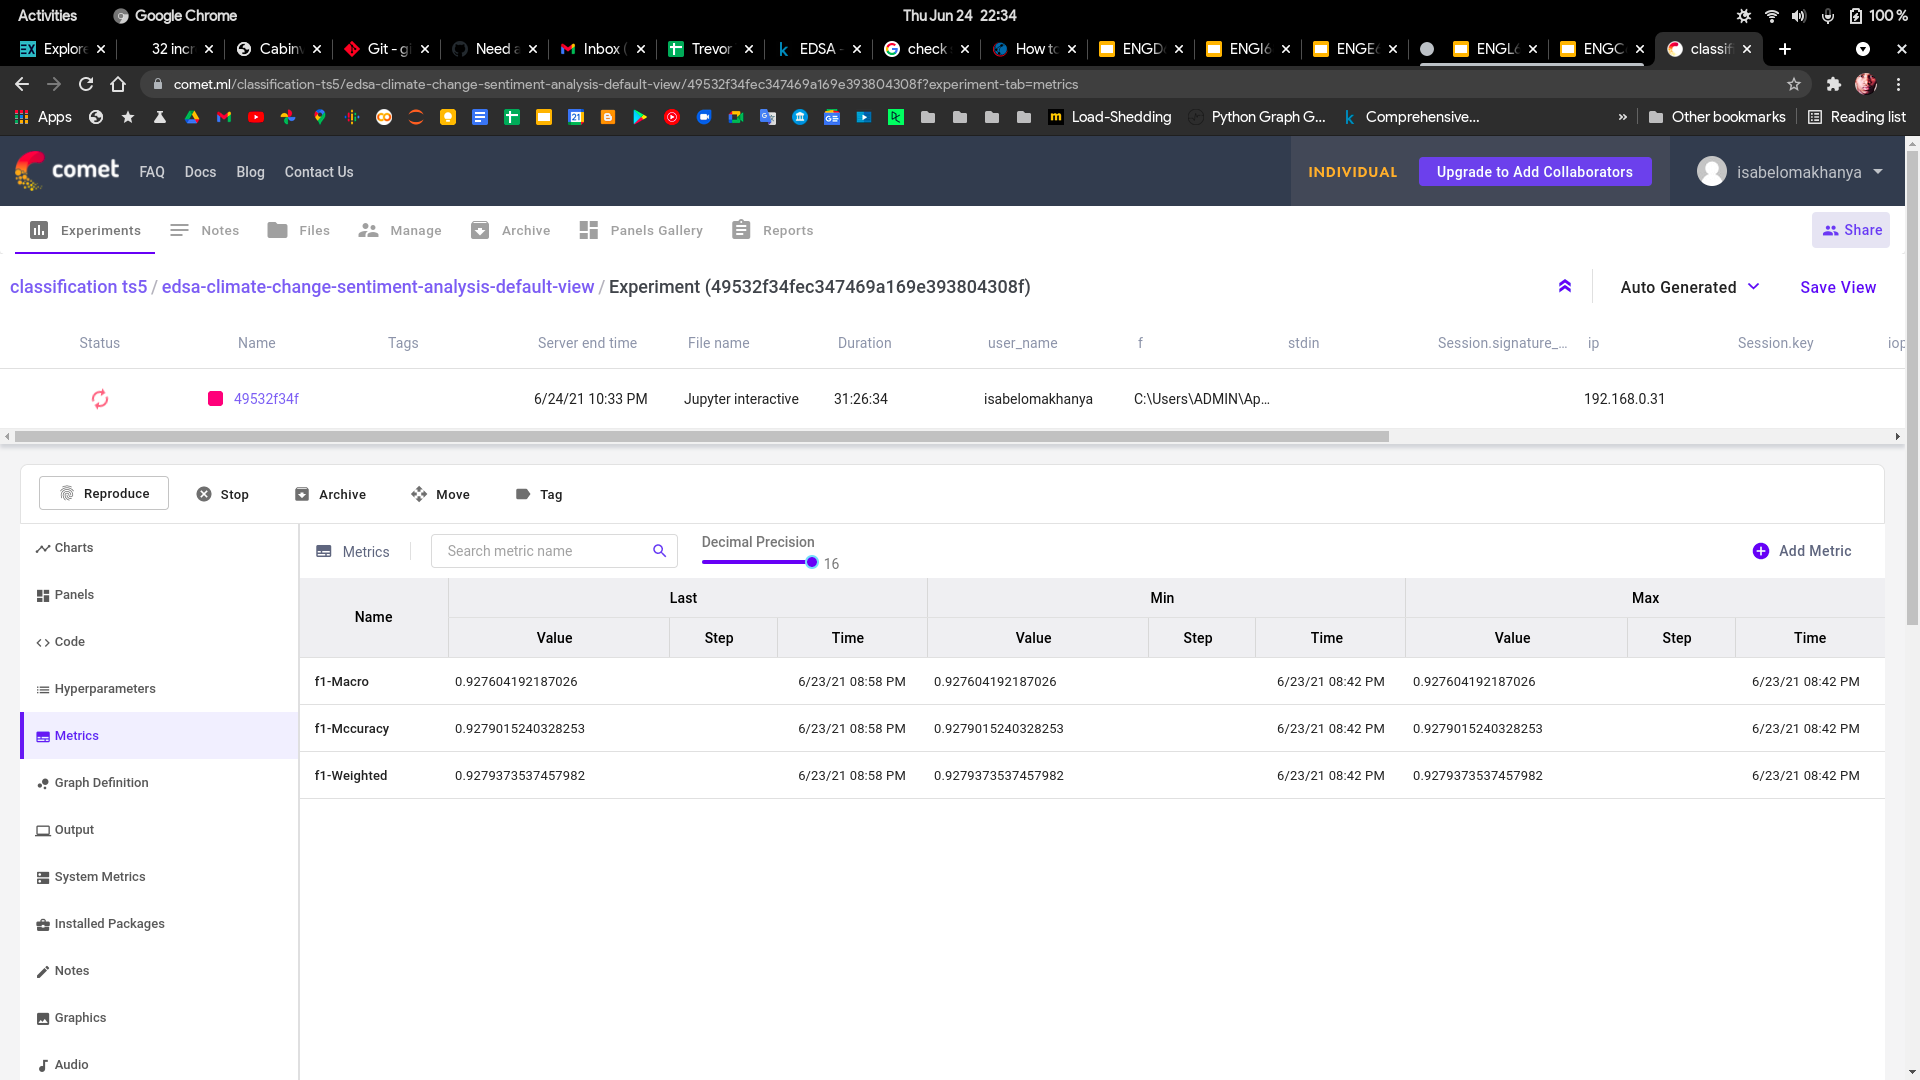 Activities Google Chrome Thu Jun 24 22:34 100 %
Explore 32 inc Cabin Git - gi Need a Inbox ( Trevor EDSA - check How to ENGD ENGI6 ENGE6 ENGL6 ENGC classif
comet.ml/classification-ts5/edsa-climate-change-sentiment-analysis-default-view/49532f34fec347469a169e393804308f?experiment-tab=metrics
Apps Load-Shedding Python Graph G... Comprehensive... » Other bookmarks Reading list
comet FAQ Docs Blog Contact Us INDIVIDUAL Upgrade to Add Collaborators isabelomakhanya
Experiments Notes Files Manage Archive Panels Gallery Reports Share
classification ts5 / edsa-climate-change-sentiment-analysis-default-view / Experiment (49532f34fec347469a169e393804308f) Auto Generated Save View
Status Name Tags Server end time File name Duration user_name f stdin Session.signature_... ip Session.key iop
49532f34f 6/24/21 10:33 PM Jupyter interactive 31:26:34 isabelomakhanya C:\Users\ADMIN\Ap... 192.168.0.31
Reproduce Stop Archive Move Tag
Charts
Panels
Code
Hyperparameters
Metrics
Graph Definition
Output
System Metrics
Installed Packages
Notes
Graphics
Audio
Metrics Search metric name Decimal Precision 16 Add Metric
Name Last Min Max
Value Step Time Value Step Time Value Step Time
f1-Macro 0.927604192187026 6/23/21 08:58 PM 0.927604192187026 6/23/21 08:42 PM 0.927604192187026 6/23/21 08:42 PM
f1-Mccuracy 0.9279015240328253 6/23/21 08:58 PM 0.9279015240328253 6/23/21 08:42 PM 0.9279015240328253 6/23/21 08:42 PM
f1-Weighted 0.9279373537457982 6/23/21 08:58 PM 0.9279373537457982 6/23/21 08:42 PM 0.9279373537457982 6/23/21 08:42 PM